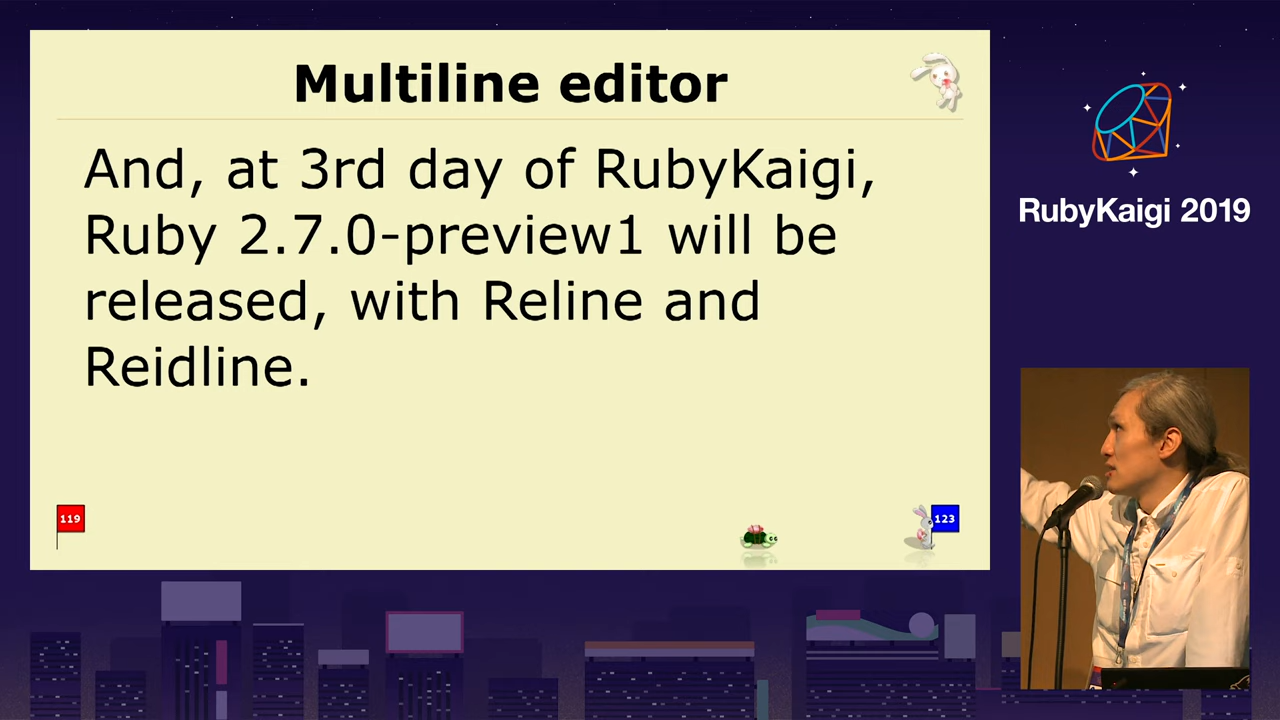 Multiline editor
And, at 3rd day of RubyKaigi,
Ruby 2.7.0-preview1 will be
released, with Reline and
Reidline.
119
123
RubyKaigi 2019